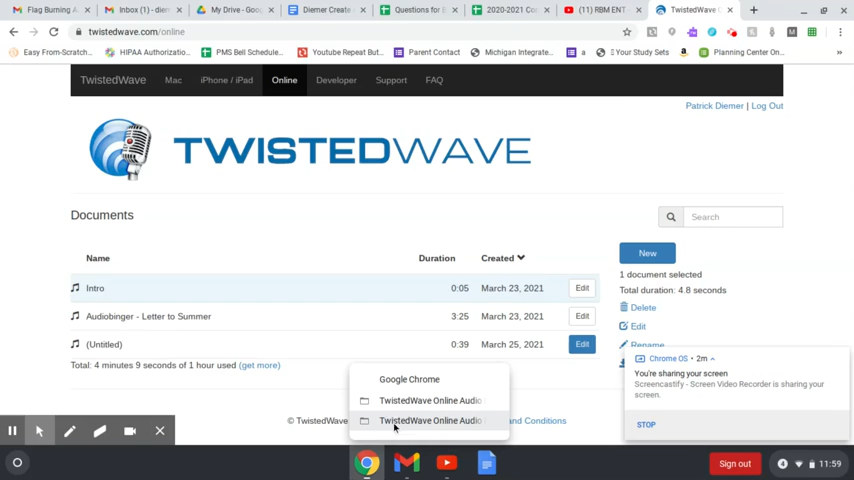 Flag Burning A
Inbox (1) - diem
My Drive - Goog
Diemer Create A
Questions for E
2020-2021 Co
(11) RBM ENT
TwistedWave O
twistedwave.com/online
Easy From-Scratch...
HIPAA Authorizatio...
PMS Bell Schedule...
Youtube Repeat But...
Parent Contact
Michigan Integrate...
a
Your Study Sets
Planning Center On...
TwistedWave
Mac
iPhone / iPad
Online
Developer
Support
FAQ
Patrick Diemer | Log Out
TWISTEDWAVE
Documents
Search
Name
Duration
Created
New
Intro
0:05
March 23, 2021
Edit
1 document selected
Total duration: 4.8 seconds
Audiobinger - Letter to Summer
3:25
March 23, 2021
Edit
Delete
Edit
(Untitled)
0:39
March 25, 2021
Edit
Rename
Total: 4 minutes 9 seconds of 1 hour used (get more)
Chrome OS • 2m
You're sharing your screen
Screencastify - Screen Video Recorder is sharing your
screen.
STOP
Google Chrome
TwistedWave Online Audio
TwistedWave Online Audio
© TwistedWave
and Conditions
Sign out
4
11:59